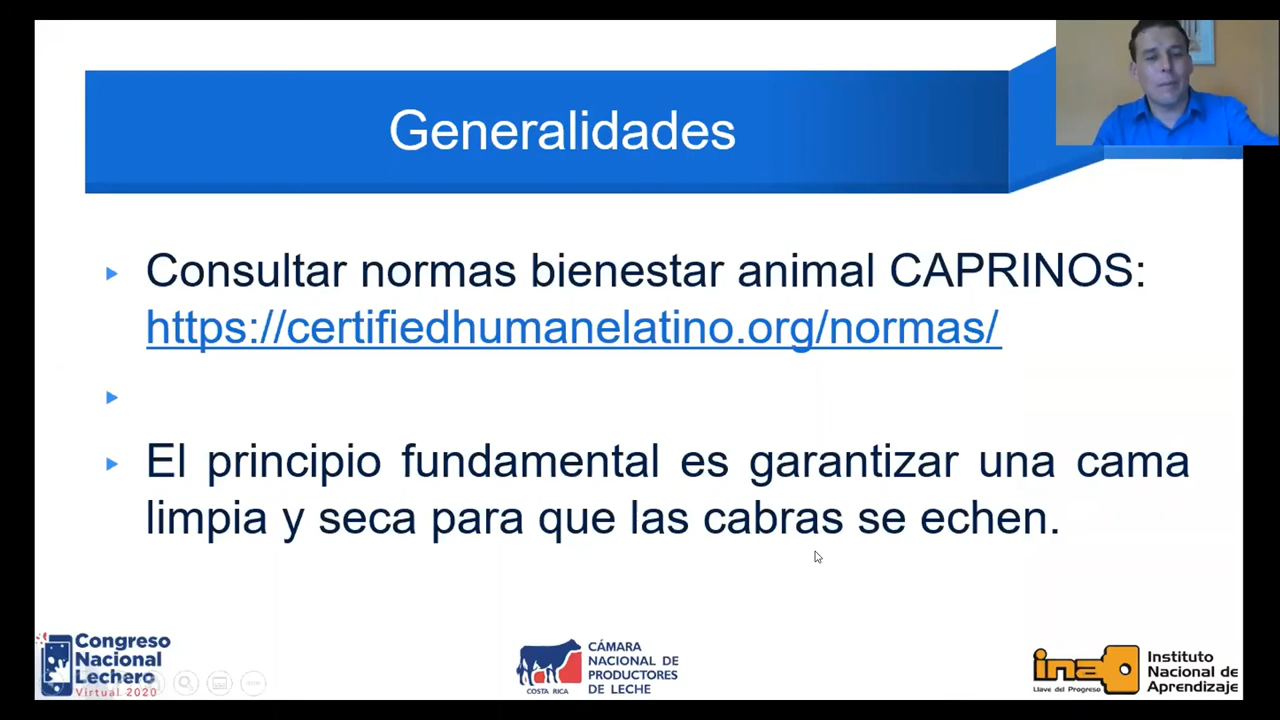 Generalidades
Consultar normas bienestar animal CAPRINOS:
https://certifiedhumanelatino.org/normas/
El principio fundamental es garantizar una cama
limpia y seca para que las cabras se echen.
Congreso
Nacional
Lechero
Virtual 2020
CÁMARA
NACIONAL DE
PRODUCTORES
DE LECHE
COSTA RICA
ina
Llave del Progreso
Instituto
Nacional de
Aprendizaje